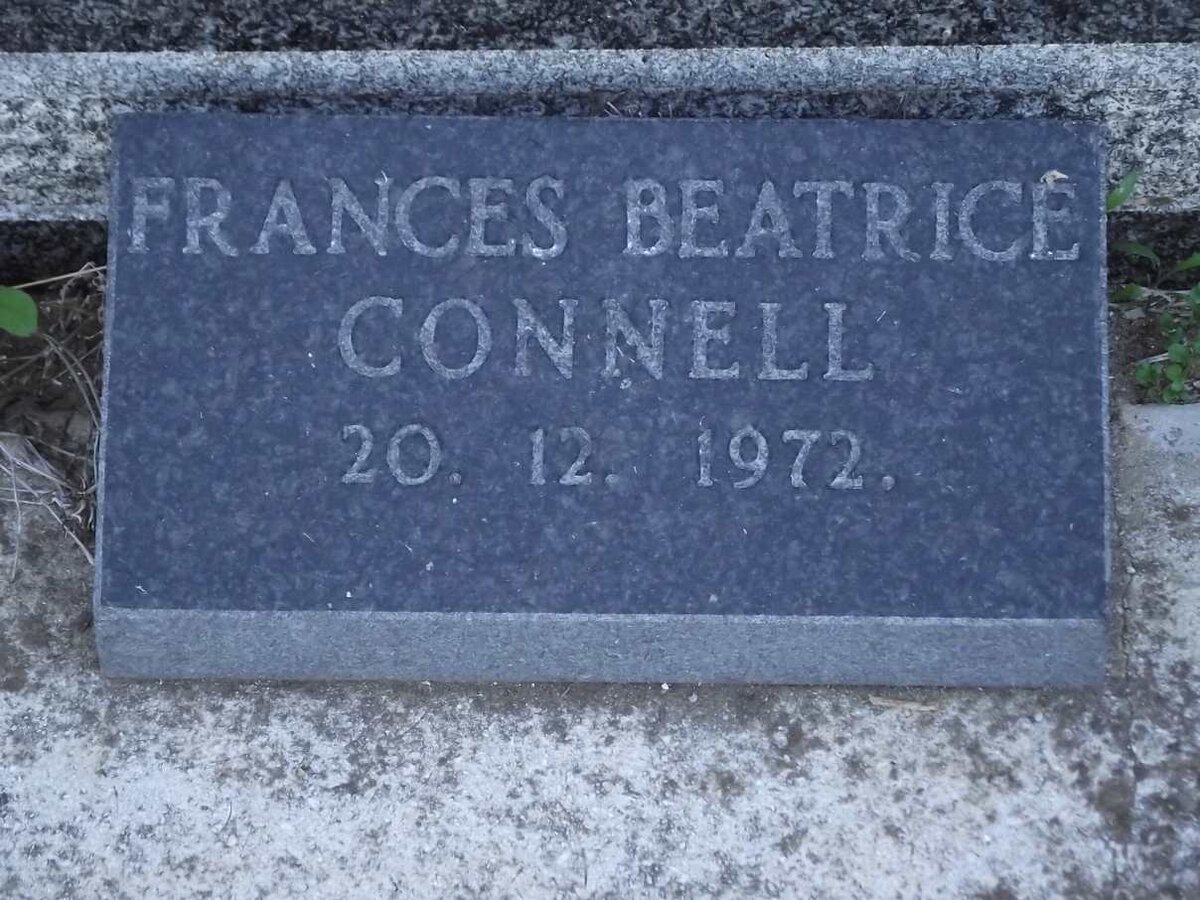 FRANCES BEATRICE
CONNELL
20. 12. 1972.